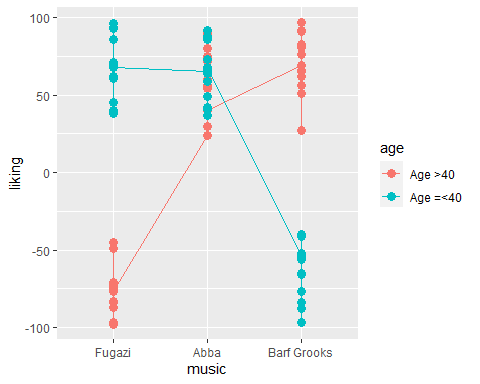 100
50
0
-50
-100
liking
Fugazi
Abba
Barf Grooks
music
age
Age >40
Age =<40